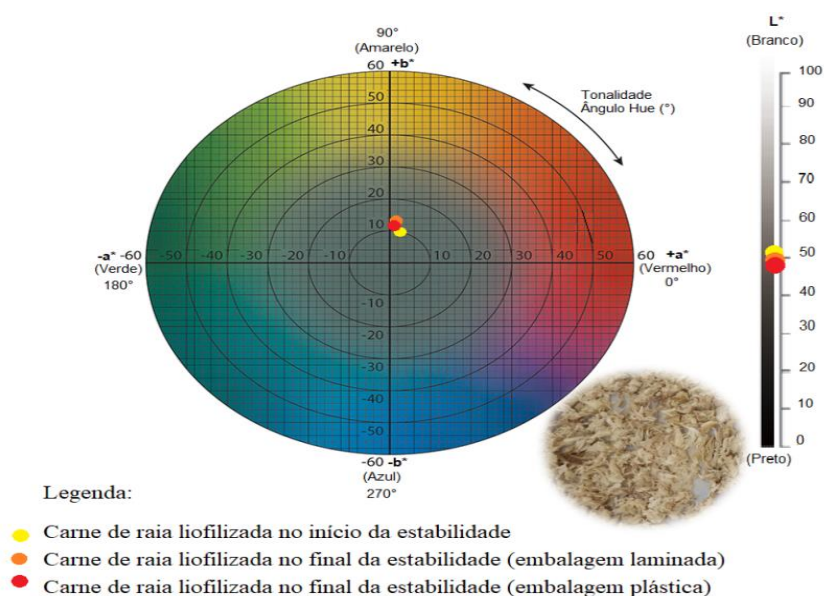 90°
(Amarelo)
+b*
60
50
40
30
20
10
-10
-20
-30
-40
-50
-60 -b*
(Azul)
270°
-a* -60 -50 -40 -30 -20 -10 10 20 30 40 50 60 +a*
(Verde)
180°
(Vermelho)
0°
Tonalidade
Ângulo Hue (°)
L*
(Branco)
100
90
80
70
60
50
40
30
20
10
0
(Preto)
Legenda:
Carne de raia liofilizada no início da estabilidade
Carne de raia liofilizada no final da estabilidade (embalagem laminada)
Carne de raia liofilizada no final da estabilidade (embalagem plástica)